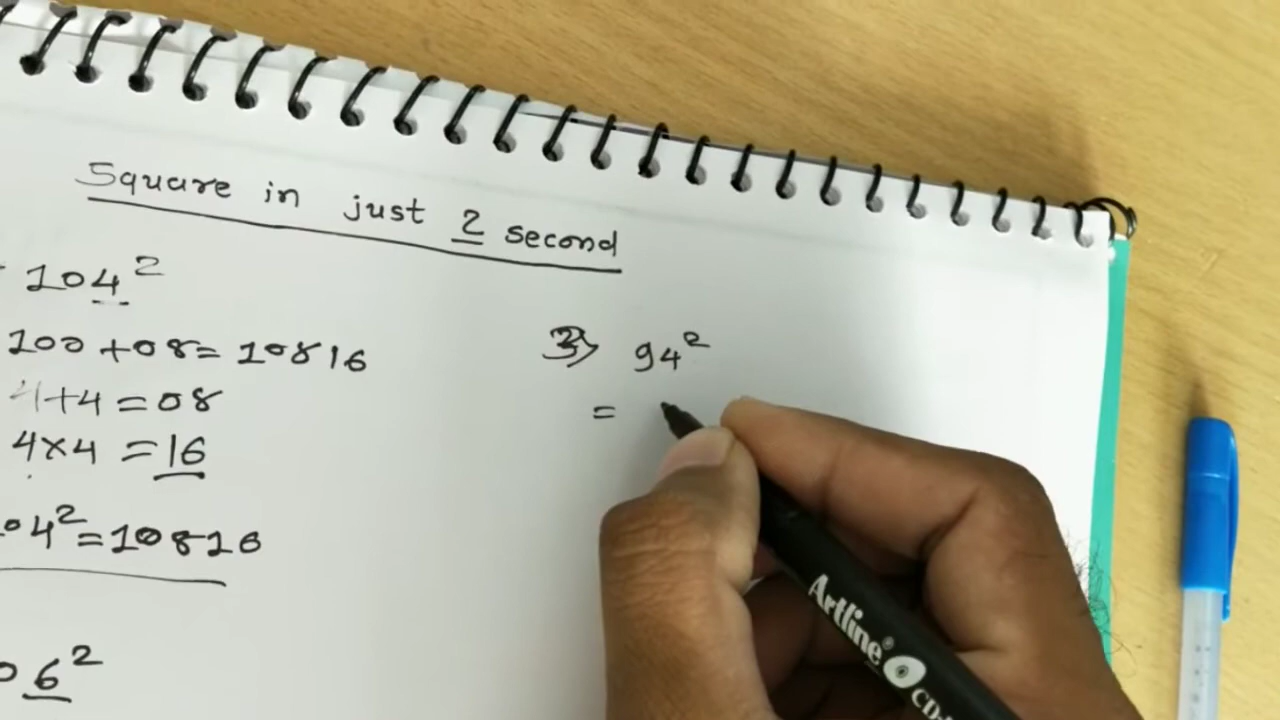 Square in just 2 second
104²
100 +08= 10816
4+4 = 08
4×4 = 16
04²=10816
06²
3) 94²
=
Artline
CD-